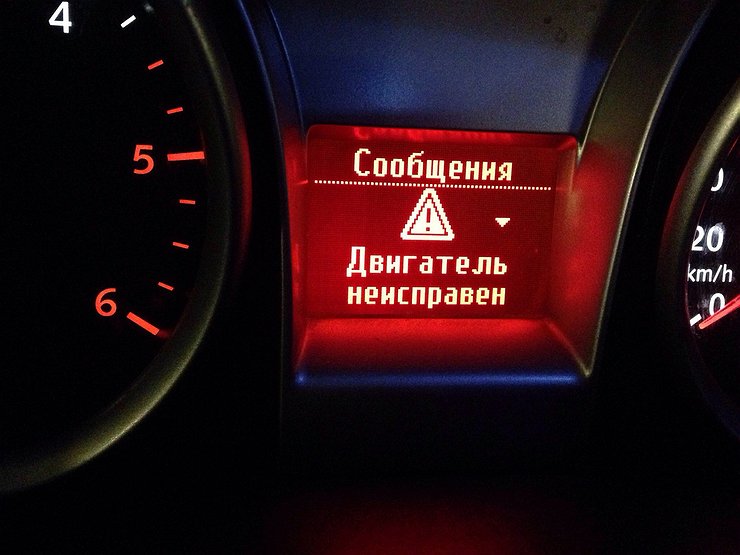 4
5
6
Сообщения
Двигатель
неисправен
20
km/h
0